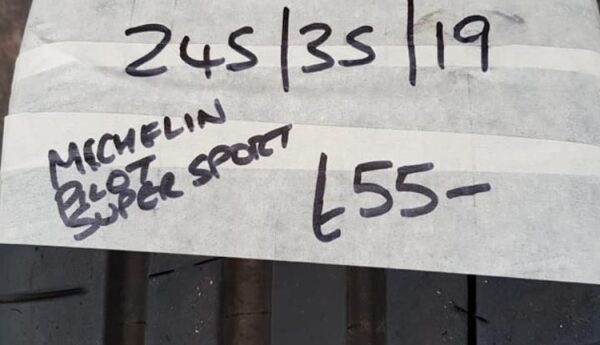 245/35/19
MICHELIN
PILOT
SUPER SPORT
£55-